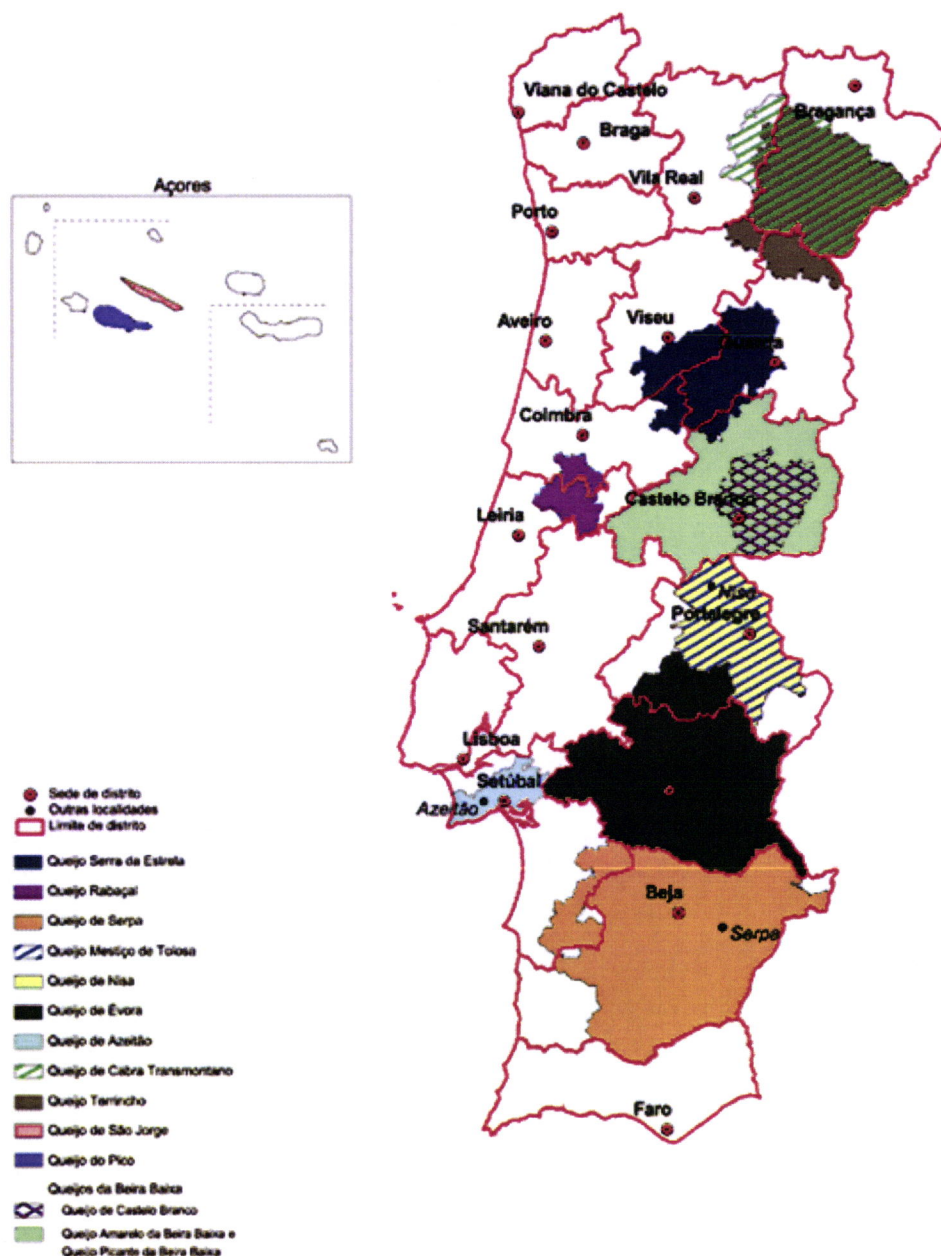 Viana do Castelo
Bragança
Braga
Vila Real
Açores
Porto
Aveiro
Viseu
Guarda
Coimbra
Castelo Branco
Leiria
Nisa
Portalegre
Santarém
Lisboa
Setúbal
Azeitão
Beja
Serpa
Faro
Sede de distrito
Outras localidades
Limite de distrito
Queijo Serra da Estrela
Queijo Rabaçal
Queijo de Serpa
Queijo Mestiço de Tolosa
Queijo de Nisa
Queijo de Évora
Queijo de Azeitão
Queijo de Cabra Transmontano
Queijo Terrincho
Queijo de São Jorge
Queijo do Pico
Queijos da Beira Baixa
Queijo de Castelo Branco
Queijo Amarelo da Beira Baixa e
Queijo Picante da Beira Baixa